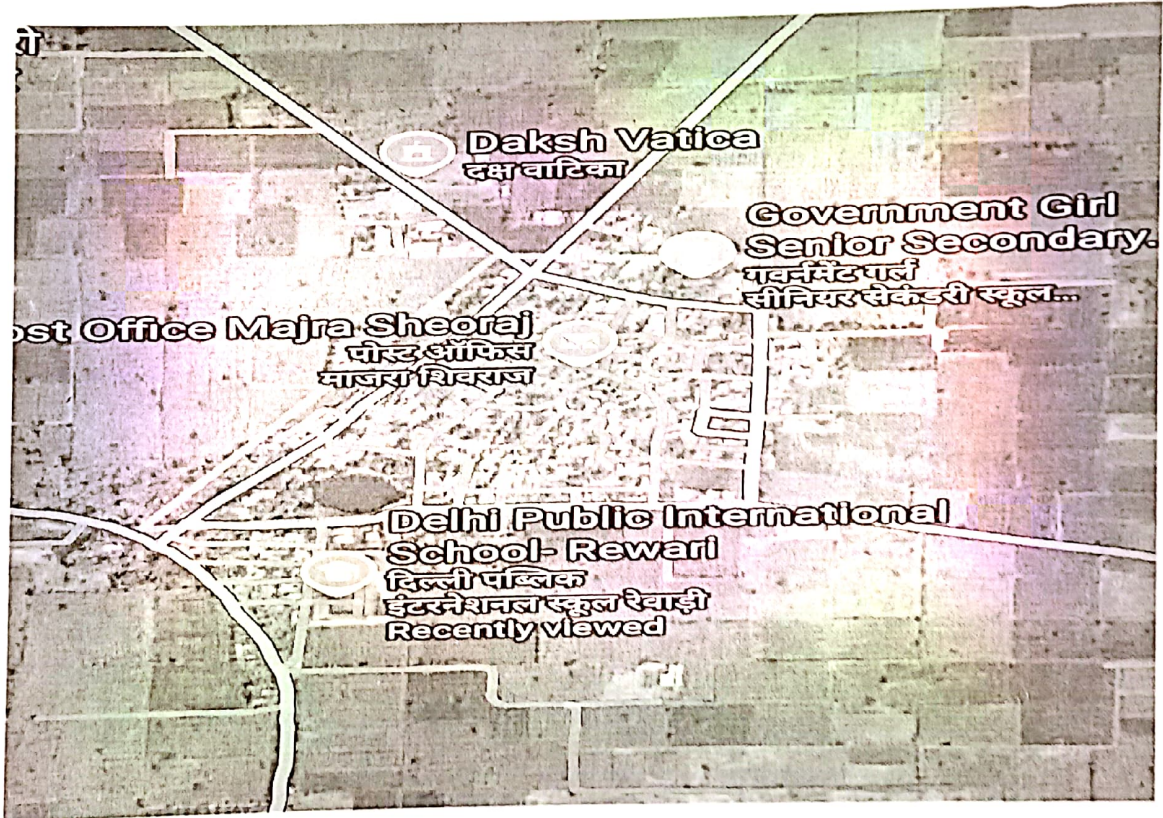 Daksh Vatica
दक्ष वाटिका
Government Girl
Senior Secondary.
गवर्नमेंट गर्ल
सीनियर सेकंडरी स्कूल...
ost Office Majra Sheoraj
पोस्ट ऑफिस
माजरा शिवराज
Delhi Public International
School- Rewari
दिल्ली पब्लिक
इंटरनेशनल स्कूल रेवाड़ी
Recently viewed